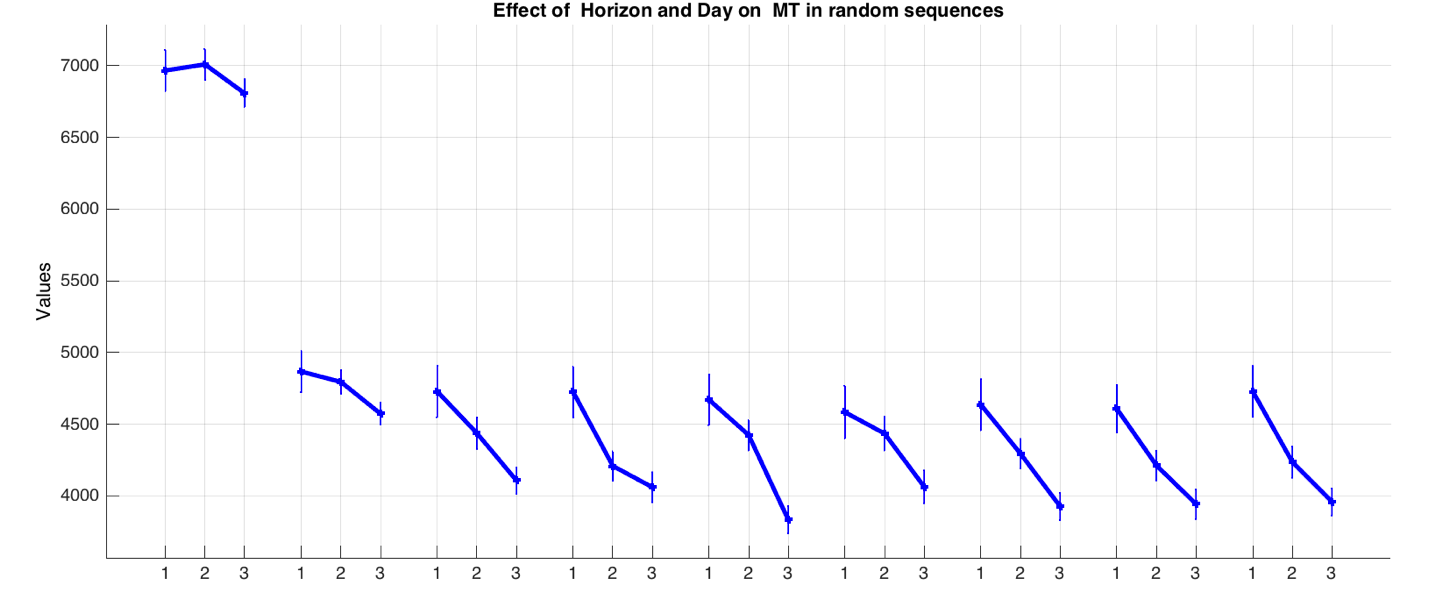 Effect of  Horizon and Day on  MT in random sequences
Values
7000
6500
6000
5500
5000
4500
4000
1 2 3 1 2 3 1 2 3 1 2 3 1 2 3 1 2 3 1 2 3 1 2 3 1 2 3